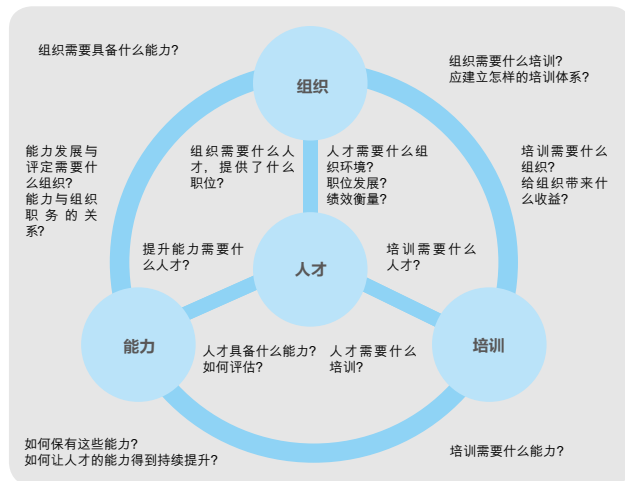 组织需要具备什么能力?
组织需要什么培训?
应建立怎样的培训体系?
组织
能力发展与
评定需要什
么组织?
能力与组织
职务的关
系?
组织需要什么人
才，提供了什么
职位?
人才需要什么组
织环境?
职位发展?
绩效衡量?
培训需要什么
组织?
给组织带来什
么收益?
提升能力需要什
么人才?
人才
培训需要什么
人才?
能力
人才具备什么能力?
如何评估?
人才需要什么
培训?
培训
如何保有这些能力?
如何让人才的能力得到持续提升?
培训需要什么能力?